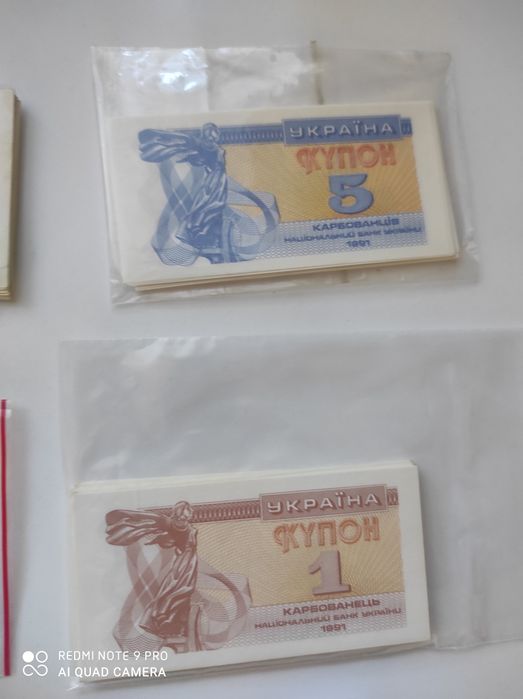 УКРАЇНА
КУПОН
5
КАРБОВАНЦІВ
НАЦІОНАЛЬНИЙ БАНК УКРАЇНИ
1991
УКРАЇНА
КУПОН
1
КАРБОВАНЕЦЬ
НАЦІОНАЛЬНИЙ БАНК УКРАЇНИ
1991
REDMI NOTE 9 PRO
AI QUAD CAMERA